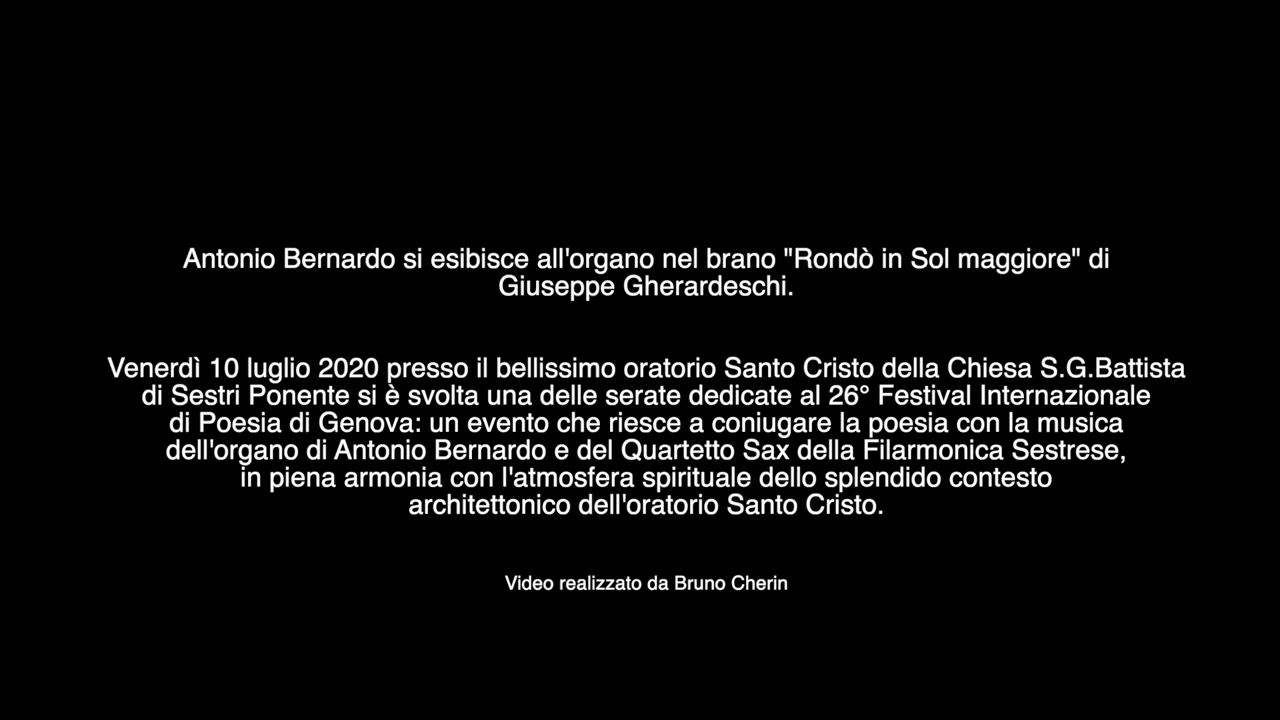 Antonio Bernardo si esibisce all'organo nel brano "Rondò in Sol maggiore" di
Giuseppe Gherardeschi.
Venerdì 10 luglio 2020 presso il bellissimo oratorio Santo Cristo della Chiesa S.G.Battista
di Sestri Ponente si è svolta una delle serate dedicate al 26° Festival Internazionale
di Poesia di Genova: un evento che riesce a coniugare la poesia con la musica
dell'organo di Antonio Bernardo e del Quartetto Sax della Filarmonica Sestrese,
in piena armonia con l'atmosfera spirituale dello splendido contesto
architettonico dell'oratorio Santo Cristo.
Video realizzato da Bruno Cherin